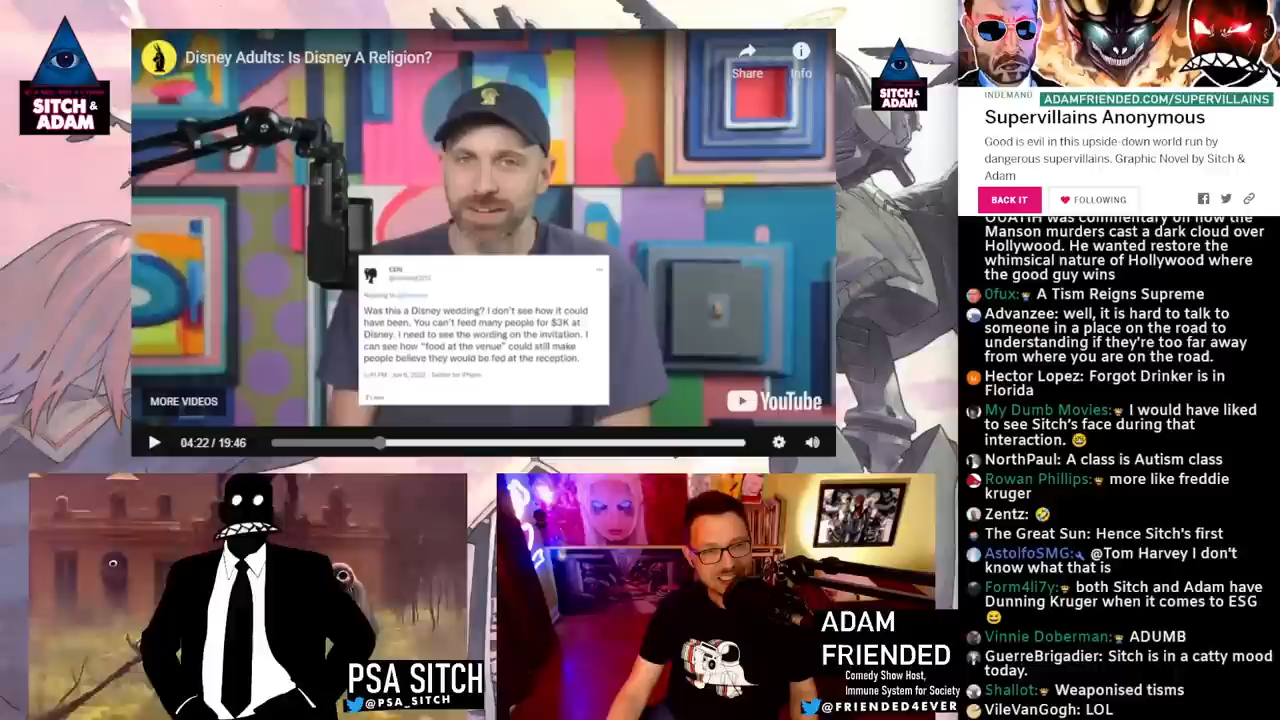 Disney Adults: Is Disney A Religion?
Share
Info
SITCH &
ADAM
SITCH &
ADAM
CDN
Was this a Disney wedding? I don't see how it could
have been. You can't feed many people for $3K at
Disney. I need to see the wording on the invitation. I
can see how "food at the venue" could still make
people believe they would be fed at the reception.
MORE VIDEOS
YouTube
04:22 / 19:46
PSA SITCH
@PSA_SITCH
ADAM
FRIENDED
Comedy Show Host,
Immune System for Society
@FRIENDED4EVER
INDEMAND
ADAMFRIENDED.COM/SUPERVILLAINS
Supervillains Anonymous
Good is evil in this upside-down world run by
dangerous supervillains. Graphic Novel by Sitch &
Adam
BACK IT
FOLLOWING
OUATIH was commentary on how the
Manson murders cast a dark cloud over
Hollywood. He wanted restore the
whimsical nature of Hollywood where
the good guy wins
0fux: A Tism Reigns Supreme
Advanzee: well, it is hard to talk to
someone in a place on the road to
understanding if they're too far away
from where you are on the road.
Hector Lopez: Forgot Drinker is in
Florida
My Dumb Movies: I would have liked
to see Sitch's face during that
interaction.
NorthPaul: A class is Autism class
Rowan Phillips: more like freddie
kruger
Zentz:
The Great Sun: Hence Sitch's first
AstolfoSMG: @Tom Harvey I don't
know what that is
Form4li7y: both Sitch and Adam have
Dunning Kruger when it comes to ESG
Vinnie Doberman: ADUMB
GuerreBrigadier: Sitch is in a catty mood
today.
Shallot: Weaponised tisms
VileVanGogh: LOL